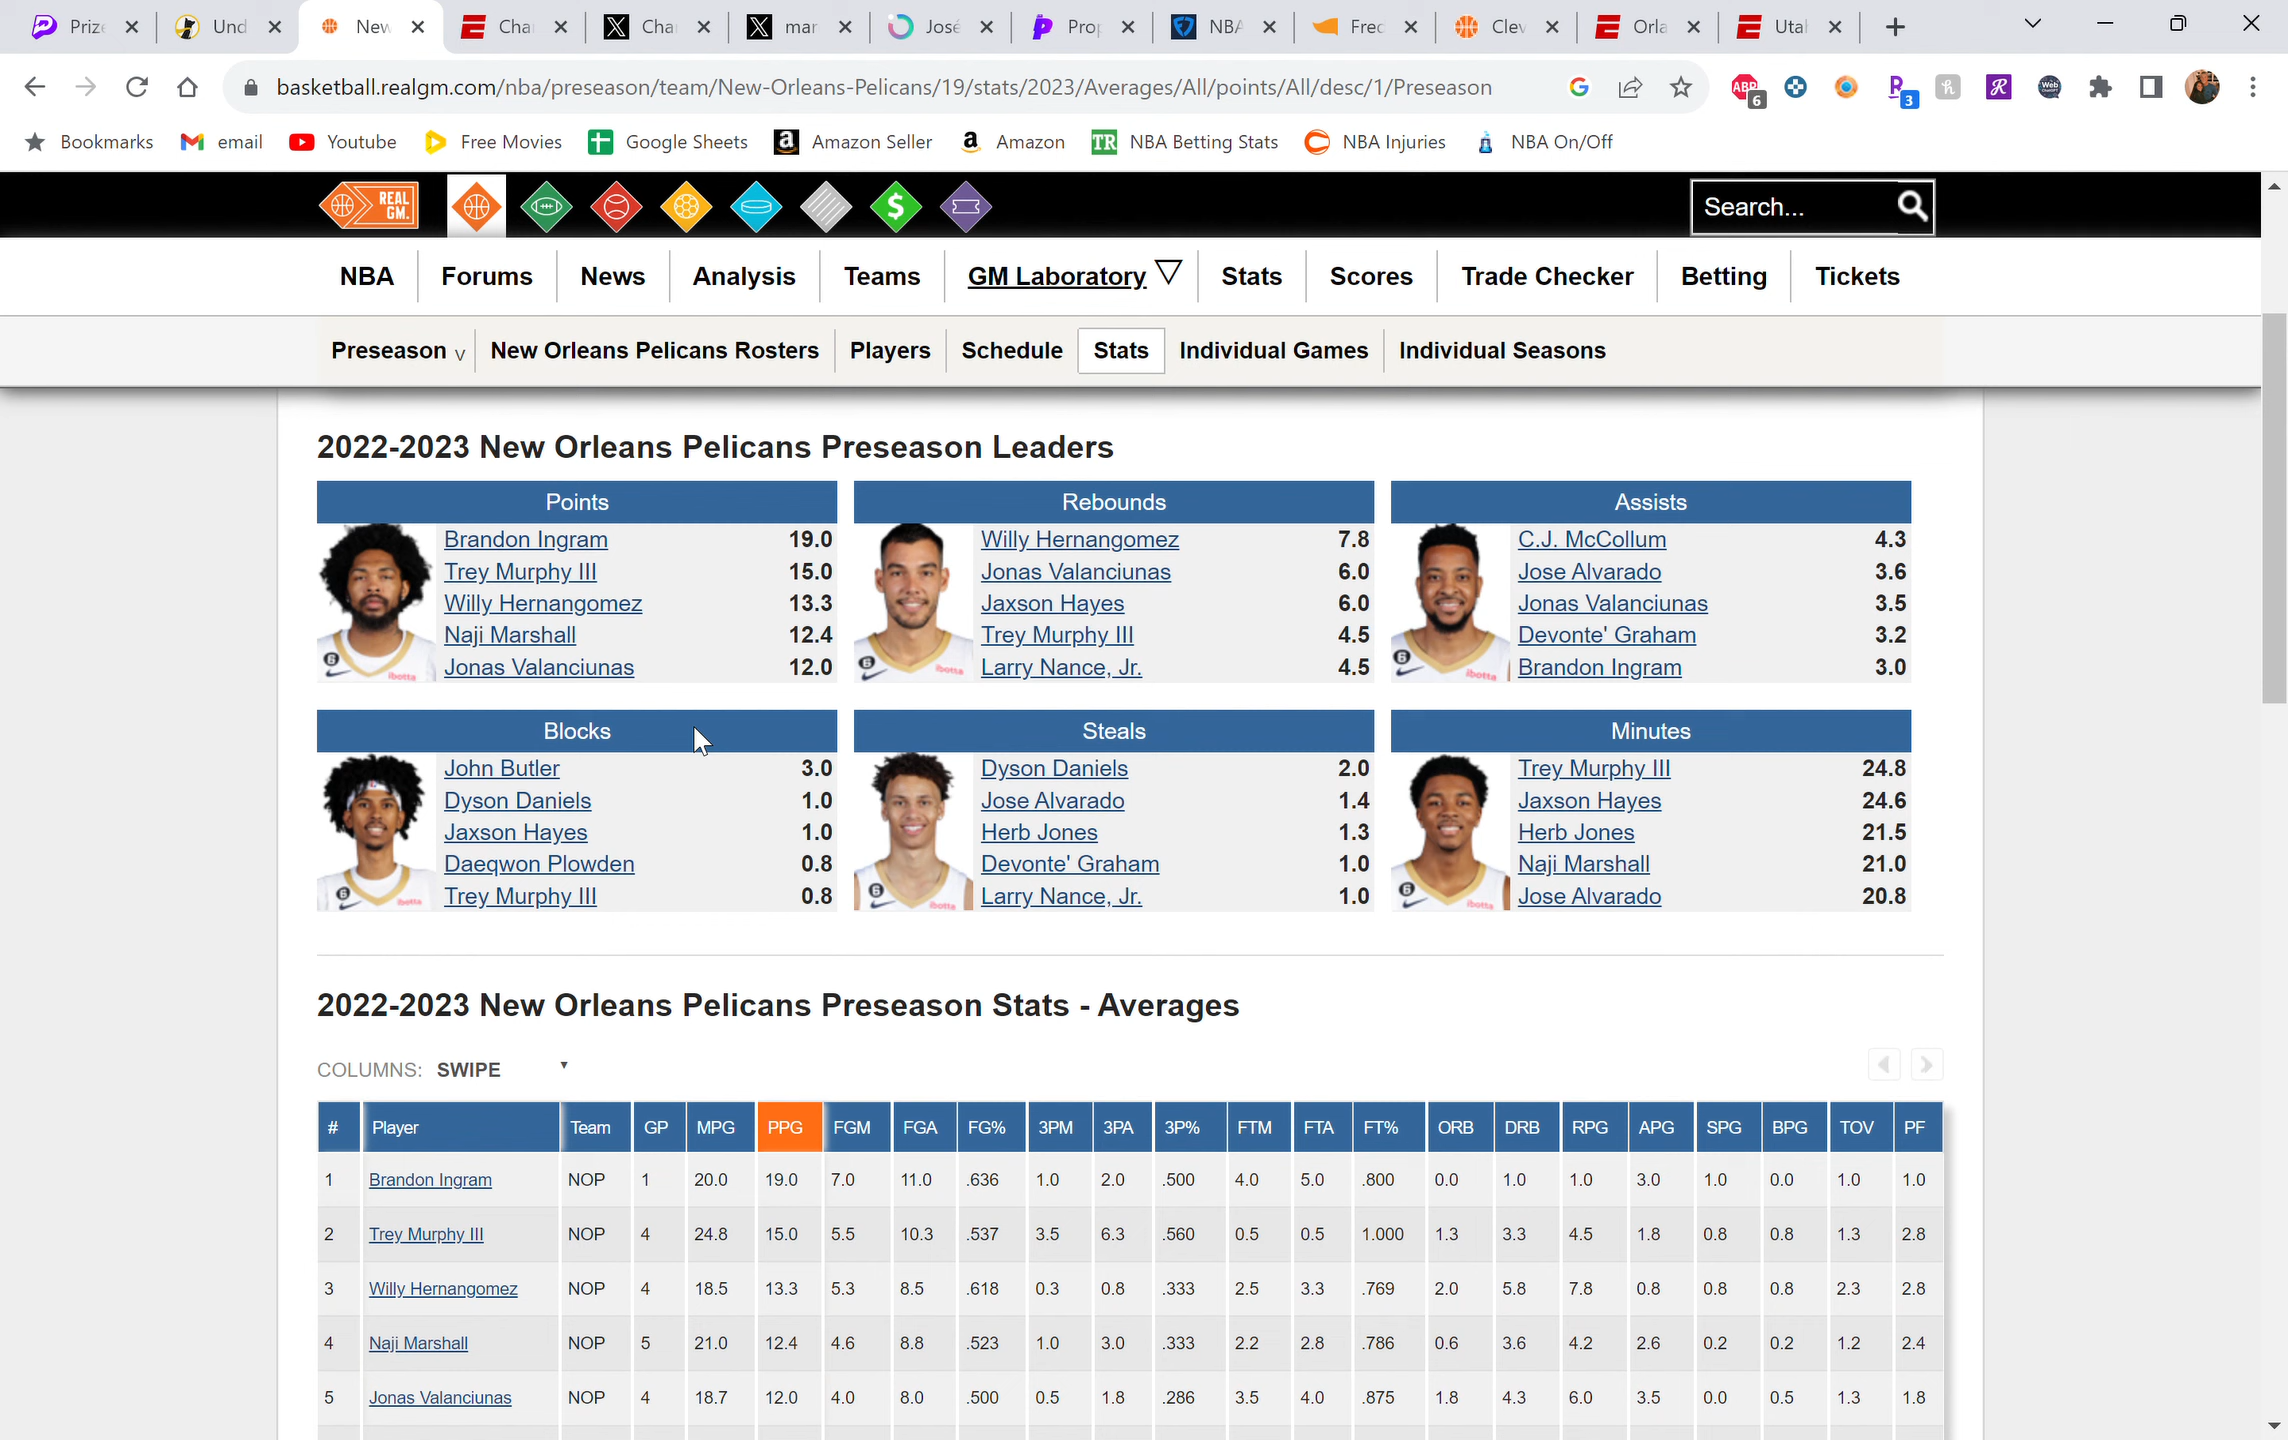 Prize
Und
New
Cha
Cha
mar
José
Prop
NBA
Frec
Clev
Orla
Utah
basketball.realgm.com/nba/preseason/team/New-Orleans-Pelicans/19/stats/2023/Averages/All/points/All/desc/1/Preseason
ABP 6
3
Bookmarks email Youtube Free Movies Google Sheets Amazon Seller Amazon NBA Betting Stats NBA Injuries NBA On/Off
REAL GM.
Search...
NBA Forums News Analysis Teams GM Laboratory Stats Scores Trade Checker Betting Tickets
Preseason v New Orleans Pelicans Rosters Players Schedule Stats Individual Games Individual Seasons
2022-2023 New Orleans Pelicans Preseason Leaders
Points
Brandon Ingram 19.0
Trey Murphy III 15.0
Willy Hernangomez 13.3
Naji Marshall 12.4
Jonas Valanciunas 12.0
Rebounds
Willy Hernangomez 7.8
Jonas Valanciunas 6.0
Jaxson Hayes 6.0
Trey Murphy III 4.5
Larry Nance, Jr. 4.5
Assists
C.J. McCollum 4.3
Jose Alvarado 3.6
Jonas Valanciunas 3.5
Devonte' Graham 3.2
Brandon Ingram 3.0
Blocks
John Butler 3.0
Dyson Daniels 1.0
Jaxson Hayes 1.0
Daeqwon Plowden 0.8
Trey Murphy III 0.8
Steals
Dyson Daniels 2.0
Jose Alvarado 1.4
Herb Jones 1.3
Devonte' Graham 1.0
Larry Nance, Jr. 1.0
Minutes
Trey Murphy III 24.8
Jaxson Hayes 24.6
Herb Jones 21.5
Naji Marshall 21.0
Jose Alvarado 20.8
2022-2023 New Orleans Pelicans Preseason Stats - Averages
COLUMNS: SWIPE
# Player Team GP MPG PPG FGM FGA FG% 3PM 3PA 3P% FTM FTA FT% ORB DRB RPG APG SPG BPG TOV PF
1 Brandon Ingram NOP 1 20.0 19.0 7.0 11.0 .636 1.0 2.0 .500 4.0 5.0 .800 0.0 1.0 1.0 3.0 1.0 0.0 1.0 1.0
2 Trey Murphy III NOP 4 24.8 15.0 5.5 10.3 .537 3.5 6.3 .560 0.5 0.5 1.000 1.3 3.3 4.5 1.8 0.8 0.8 1.3 2.8
3 Willy Hernangomez NOP 4 18.5 13.3 5.3 8.5 .618 0.3 0.8 .333 2.5 3.3 .769 2.0 5.8 7.8 0.8 0.8 0.8 2.3 2.8
4 Naji Marshall NOP 5 21.0 12.4 4.6 8.8 .523 1.0 3.0 .333 2.2 2.8 .786 0.6 3.6 4.2 2.6 0.2 0.2 1.2 2.4
5 Jonas Valanciunas NOP 4 18.7 12.0 4.0 8.0 .500 0.5 1.8 .286 3.5 4.0 .875 1.8 4.3 6.0 3.5 0.0 0.5 1.3 1.8